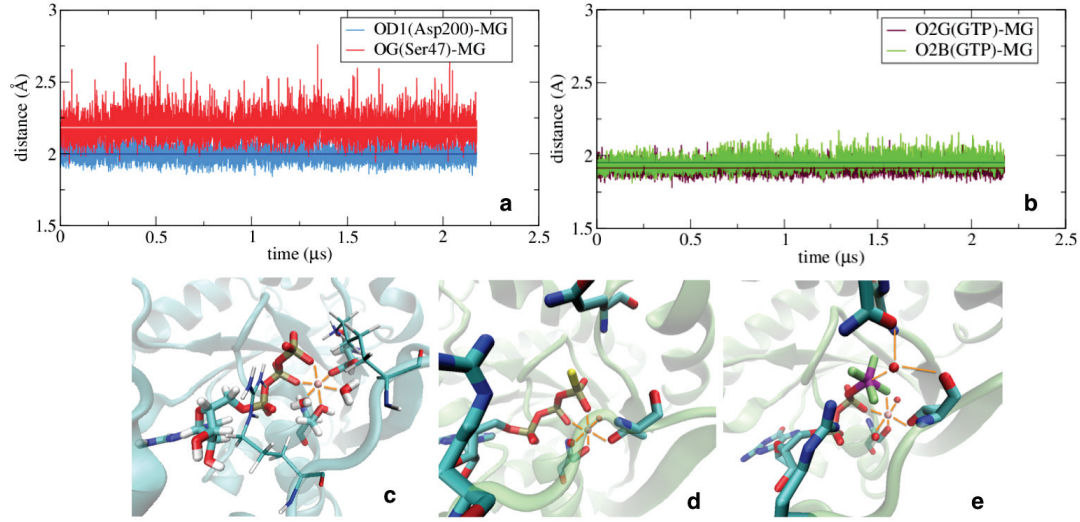 3
2.5
2
1.5
distance (Å)
OD1(Asp200)-MG
OG(Ser47)-MG
a
0
0.5
1
1.5
2
2.5
time (µs)
3
2.5
2
1.5
distance (Å)
O2G(GTP)-MG
O2B(GTP)-MG
b
0
0.5
1
1.5
2
2.5
time (µs)
c
d
e